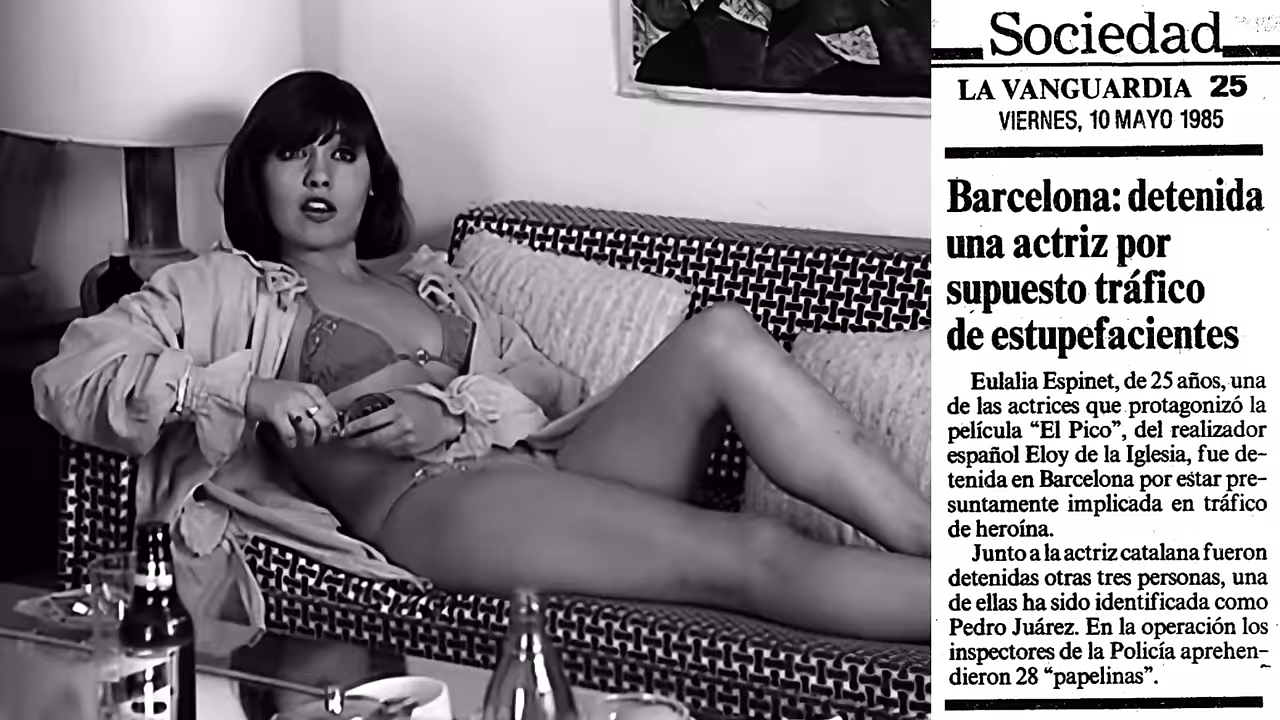 Sociedad
LA VANGUARDIA 25
VIERNES, 10 MAYO 1985
Barcelona: detenida
una actriz por
supuesto tráfico
de estupefacientes
Eulalia Espinet, de 25 años, una
de las actrices que protagonizó la
película “El Pico”, del realizador
español Eloy de la Iglesia, fue de-
tenida en Barcelona por estar pre-
suntamente implicada en tráfico
de heroína.
Junto a la actriz catalana fueron
detenidas otras tres personas, una
de ellas ha sido identificada como
Pedro Juárez. En la operación los
inspectores de la Policía aprehen-
dieron 28 “papelinas”.